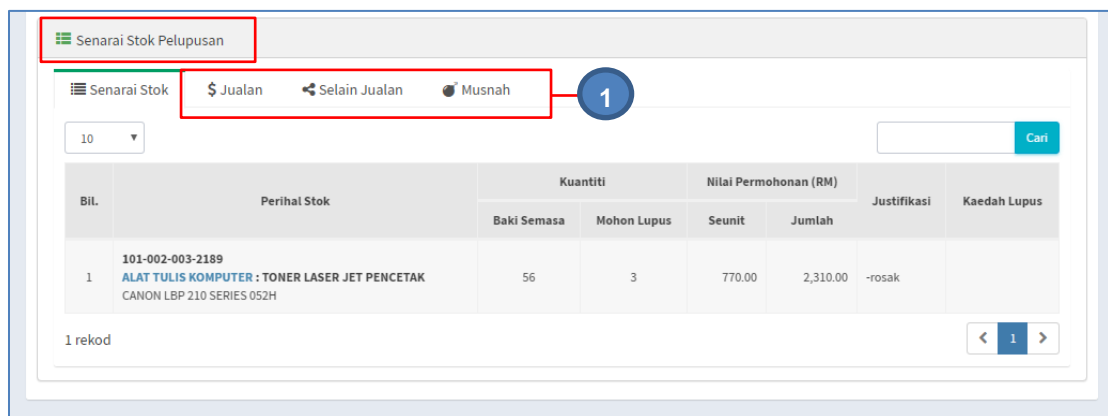 Senarai Stok Pelupusan
Senarai Stok $ Jualan Selain Jualan Musnah
1
10 Cari
Bil. Perihal Stok Kuantiti Nilai Permohonan (RM) Justifikasi Kaedah Lupus
Baki Semasa Mohon Lupus Seunit Jumlah
101-002-003-2189
1 ALAT TULIS KOMPUTER : TONER LASER JET PENCETAK 56 3 770.00 2,310.00 -rosak
CANON LBP 210 SERIES 052H
1 rekod 1